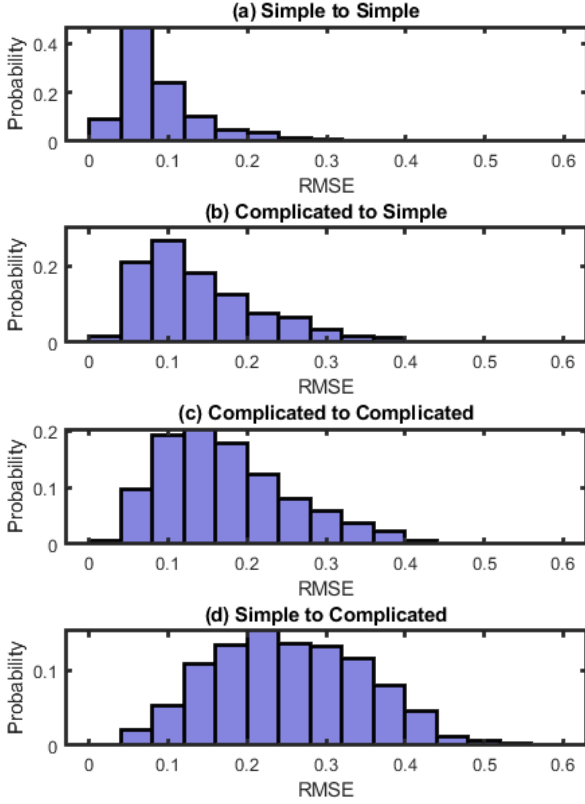 (a) Simple to Simple
Probability
0.4
0.2
0
0 0.1 0.2 0.3 0.4 0.5 0.6
RMSE
(b) Complicated to Simple
Probability
0.2
0
0 0.1 0.2 0.3 0.4 0.5 0.6
RMSE
(c) Complicated to Complicated
Probability
0.2
0.1
0
0 0.1 0.2 0.3 0.4 0.5 0.6
RMSE
(d) Simple to Complicated
Probability
0.1
0
0 0.1 0.2 0.3 0.4 0.5 0.6
RMSE